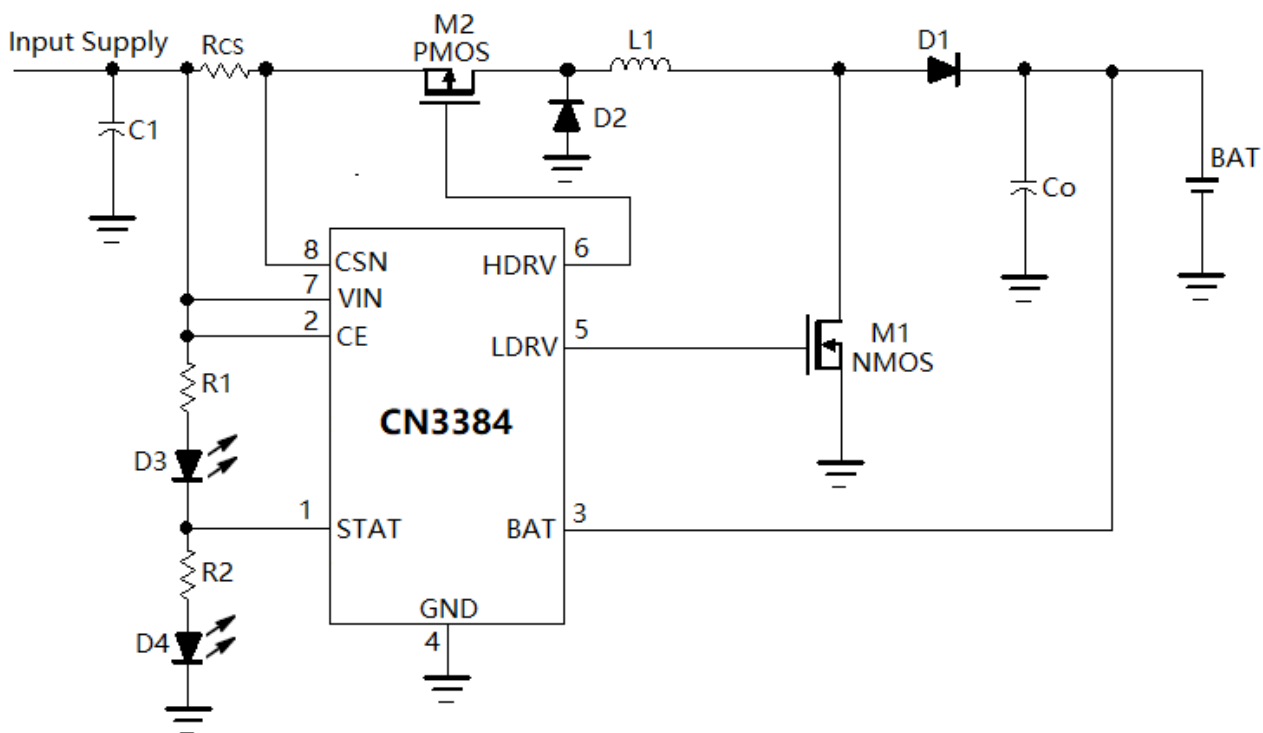 Input Supply
RCS
M2
PMOS
L1
D1
C1
D2
Co
BAT
8
CSN
HDRV
6
7
VIN
2
CE
LDRV
5
M1
NMOS
R1
CN3384
D3
1
STAT
BAT
3
R2
GND
4
D4